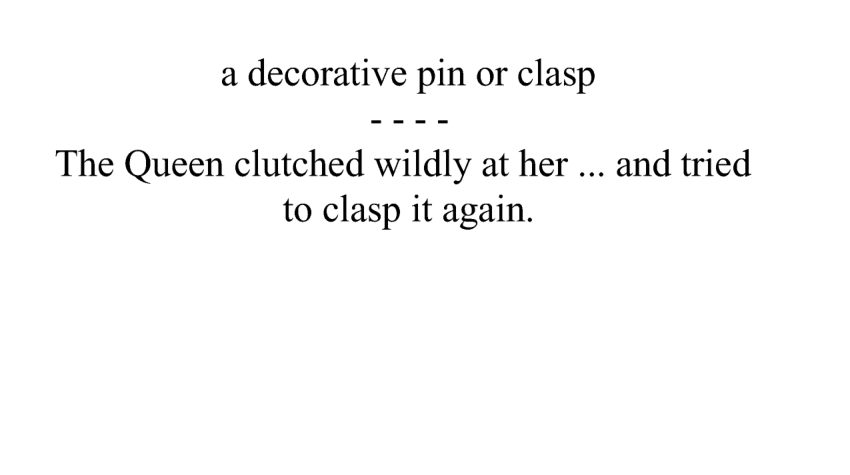 a decorative pin or clasp
- - - -
The Queen clutched wildly at her ... and tried
to clasp it again.